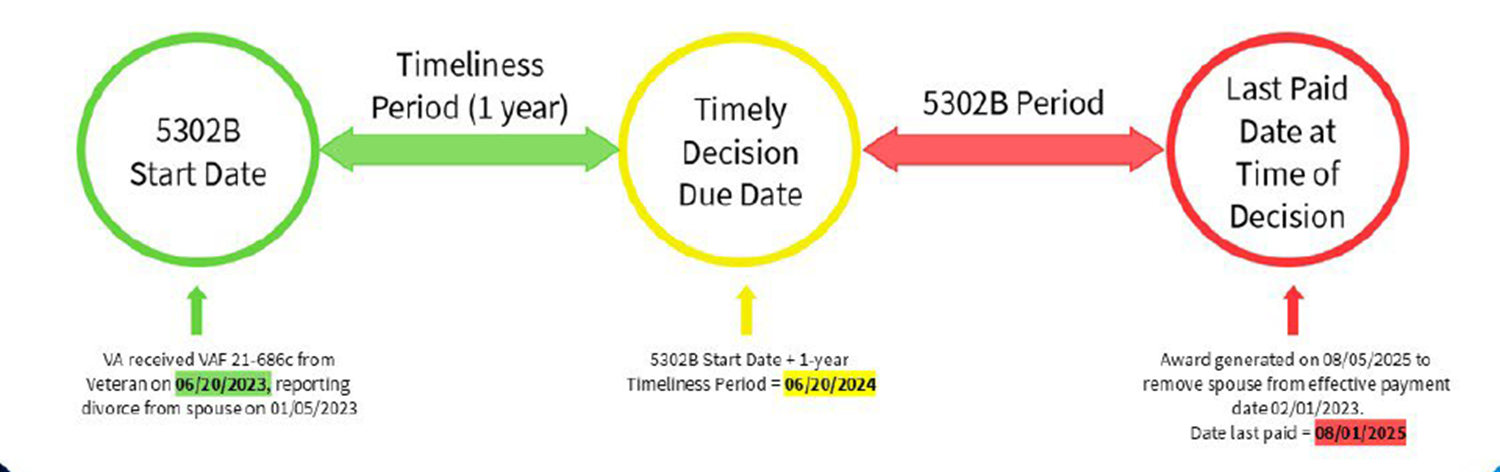 5302B
Start Date
Timeliness
Period (1 year)
Timely
Decision
Due Date
5302B Period
Last Paid
Date at
Time of
Decision
VA received VAF 21-686c from
Veteran on 06/20/2023, reporting
divorce from spouse on 01/05/2023
5302B Start Date + 1-year
Timeliness Period = 06/20/2024
Award generated on 08/05/2025 to
remove spouse from effective payment
date 02/01/2023.
Date last paid = 08/01/2025